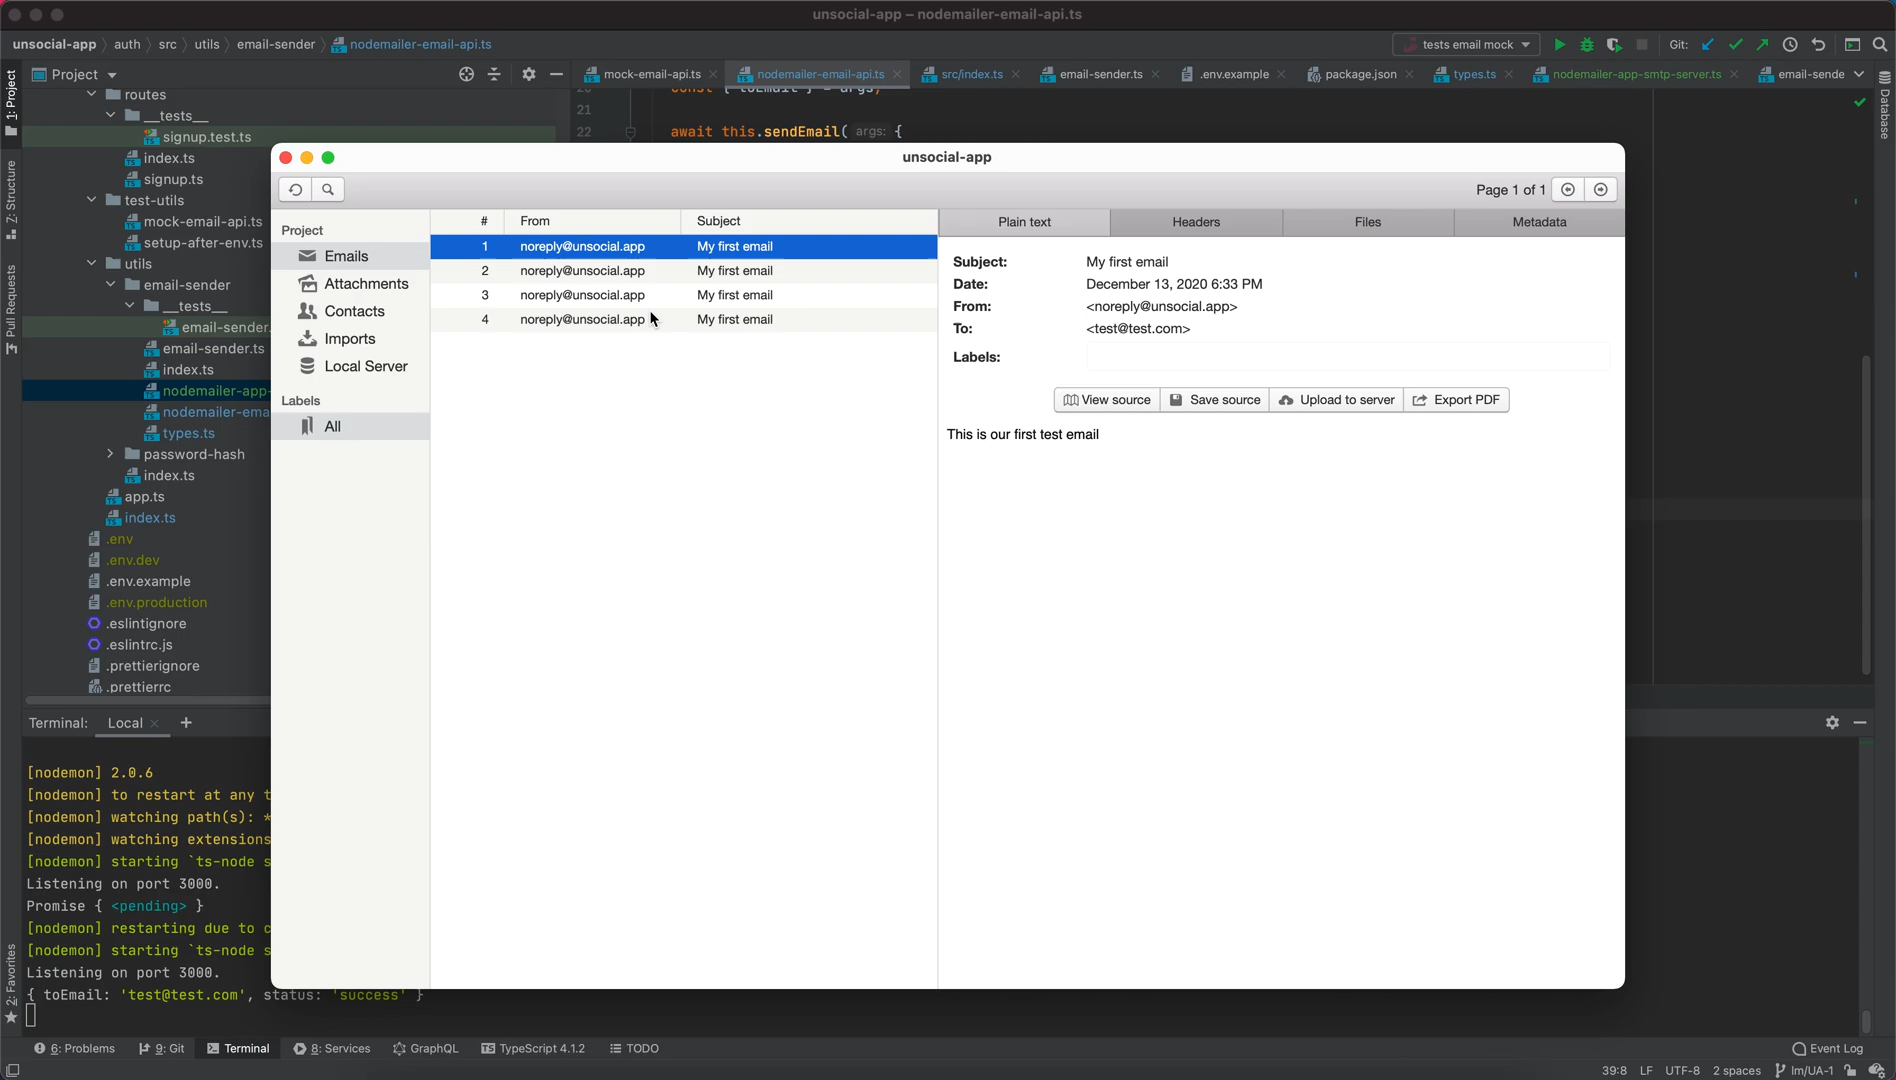 unsocial-app – nodemailer-email-api.ts
unsocial-app auth src utils email-sender nodemailer-email-api.ts
tests email mock
Git:
1: Project
Project
mock-email-api.ts
nodemailer-email-api.ts
src/index.ts
email-sender.ts
.env.example
package.json
types.ts
nodemailer-app-smtp-server.ts
email-sende
Database
Z: Structure
Pull Requests
2: Favorites
routes
__tests__
signup.test.ts
index.ts
signup.ts
test-utils
mock-email-api.ts
setup-after-env.ts
utils
email-sender
__tests__
email-sender.
email-sender.ts
index.ts
nodemailer-app-
nodemailer-ema
types.ts
password-hash
index.ts
app.ts
index.ts
.env
.env.dev
.env.example
.env.production
.eslintignore
.eslintrc.js
.prettierignore
.prettierrc
21
22 await this.sendEmail( args: {
unsocial-app
Page 1 of 1
Project
Emails
Attachments
Contacts
Imports
Local Server
Labels
All
# From Subject
1 noreply@unsocial.app My first email
2 noreply@unsocial.app My first email
3 noreply@unsocial.app My first email
4 noreply@unsocial.app My first email
Plain text Headers Files Metadata
Subject: My first email
Date: December 13, 2020 6:33 PM
From: <noreply@unsocial.app>
To: <test@test.com>
Labels:
View source Save source Upload to server Export PDF
This is our first test email
Terminal: Local +
[nodemon] 2.0.6
[nodemon] to restart at any t
[nodemon] watching path(s): *
[nodemon] watching extensions
[nodemon] starting `ts-node s
Listening on port 3000.
Promise { <pending> }
[nodemon] restarting due to c
[nodemon] starting `ts-node s
Listening on port 3000.
{ toEmail: 'test@test.com', status: 'success' }
6: Problems 9: Git Terminal 8: Services GraphQL TypeScript 4.1.2 TODO
Event Log
39:8 LF UTF-8 2 spaces lm/UA-1